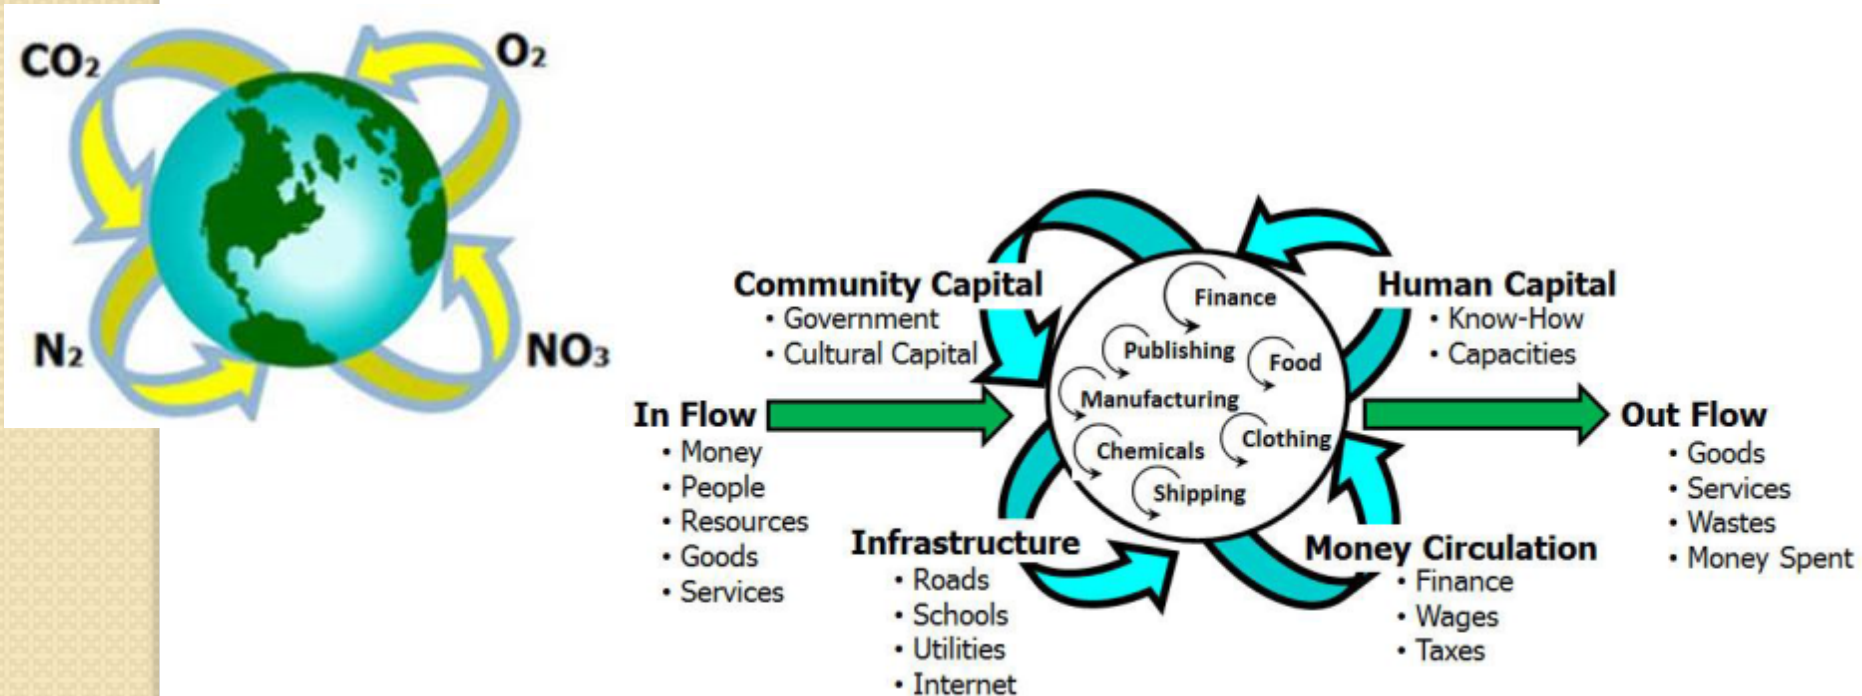 CO₂
O₂
N₂
NO₃
Community Capital
• Government
• Cultural Capital
Human Capital
• Know-How
• Capacities
In Flow
• Money
• People
• Resources
• Goods
• Services
Finance
Publishing
Food
Manufacturing
Clothing
Chemicals
Shipping
Out Flow
• Goods
• Services
• Wastes
• Money Spent
Infrastructure
• Roads
• Schools
• Utilities
• Internet
Money Circulation
• Finance
• Wages
• Taxes